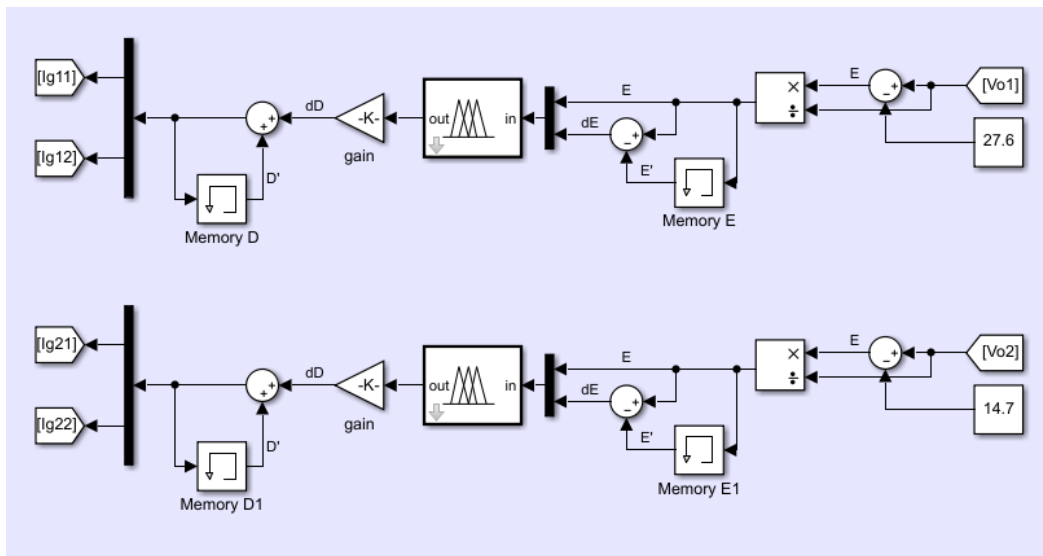 [Ig11]
[Ig12]
dD
-K-
gain
out
in
E
dE
E'
×
÷
E
[Vo1]
27.6
+
+
D'
Memory D
−
+
Memory E
−
+
[Ig21]
[Ig22]
dD
-K-
gain
out
in
E
dE
E'
×
÷
E
[Vo2]
14.7
+
+
D'
Memory D1
−
+
Memory E1
−
+